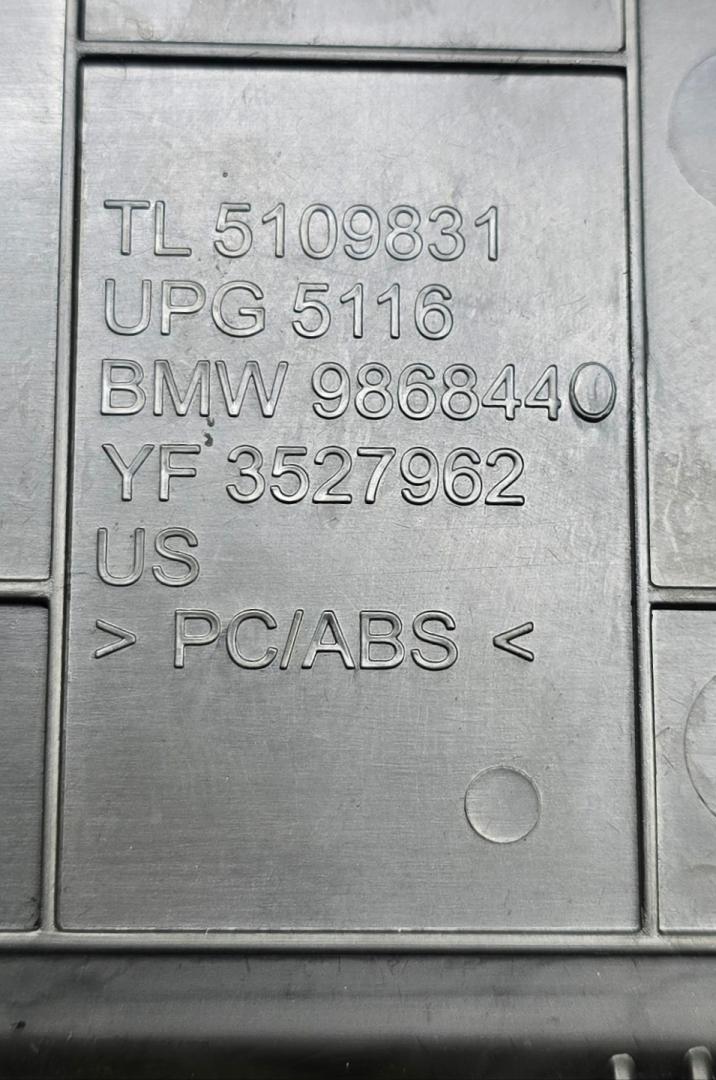 TL 5109831
UPG 5116
BMW 9868440
YF 3527962
US
> PC/ABS <